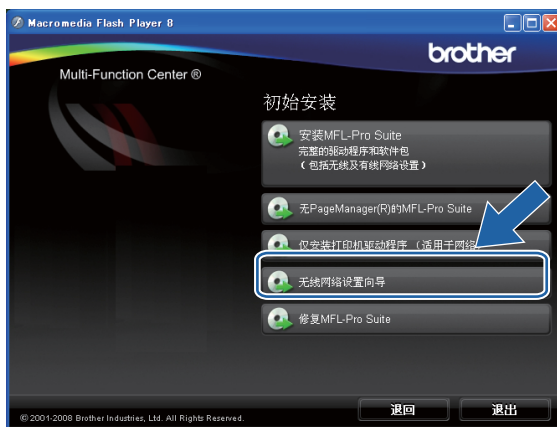 Macromedia Flash Player 8
brother
Multi-Function Center ®
初始安装
安装MFL-Pro Suite
完整的驱动程序和软件包
（包括无线及有线网络设置）
无PageManager(R)的MFL-Pro Suite
仅安装打印机驱动程序 （适用于网络
无线网络设置向导
修复MFL-Pro Suite
© 2001-2008 Brother Industries, Ltd. All Rights Reserved.
退回
退出